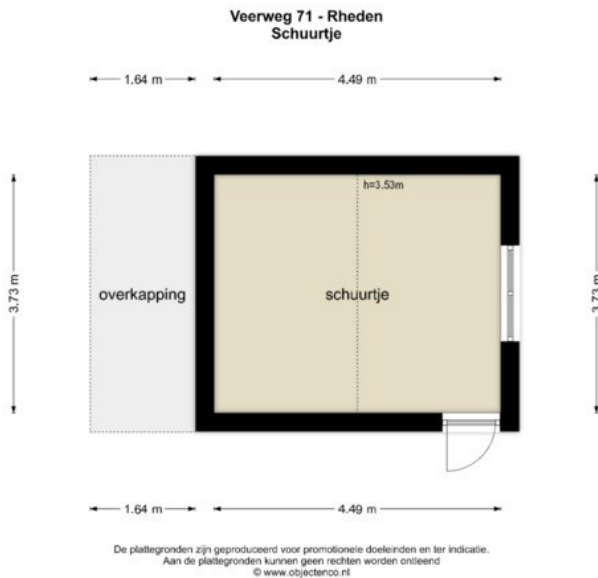 Veerweg 71 - Rheden
Schuurtje
1.64 m
4.49 m
h=3.53m
3.73 m
overkapping
schuurtje
3.73 m
1.64 m
4.49 m
De plattegronden zijn geproduceerd voor promotionele doeleinden en ter indicatie.
Aan de plattegronden kunnen geen rechten worden ontleend
© www.objectenco.nl